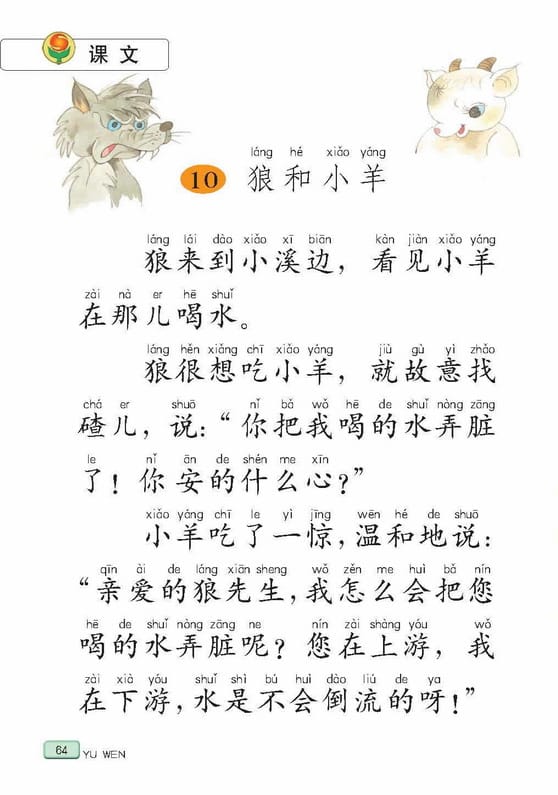 课文
láng hé xiǎo yáng
10 狼和小羊
láng lái dào xiǎo xī biān kàn jiàn xiǎo yáng
狼来到小溪边，看见小羊
zài nà er hē shuǐ
在那儿喝水。
láng hěn xiǎng chī xiǎo yáng jiù gù yì zhǎo
狼很想吃小羊，就故意找
chá er shuō nǐ bǎ wǒ hē de shuǐ nòng zāng
碴儿，说：“你把我喝的水弄脏
le nǐ ān de shén me xīn
了！你安的什么心？”
xiǎo yáng chī le yì jīng wēn hé de shuō
小羊吃了一惊，温和地说：
qīn ài de láng xiān sheng wǒ zěn me huì bǎ nín
“亲爱的狼先生，我怎么会把您
hē de shuǐ nòng zāng ne nín zài shàng yóu wǒ
喝的水弄脏呢？您在上游，我
zài xià yóu shuǐ shì bú huì dào liú de ya
在下游，水是不会倒流的呀！”
64 YU WEN